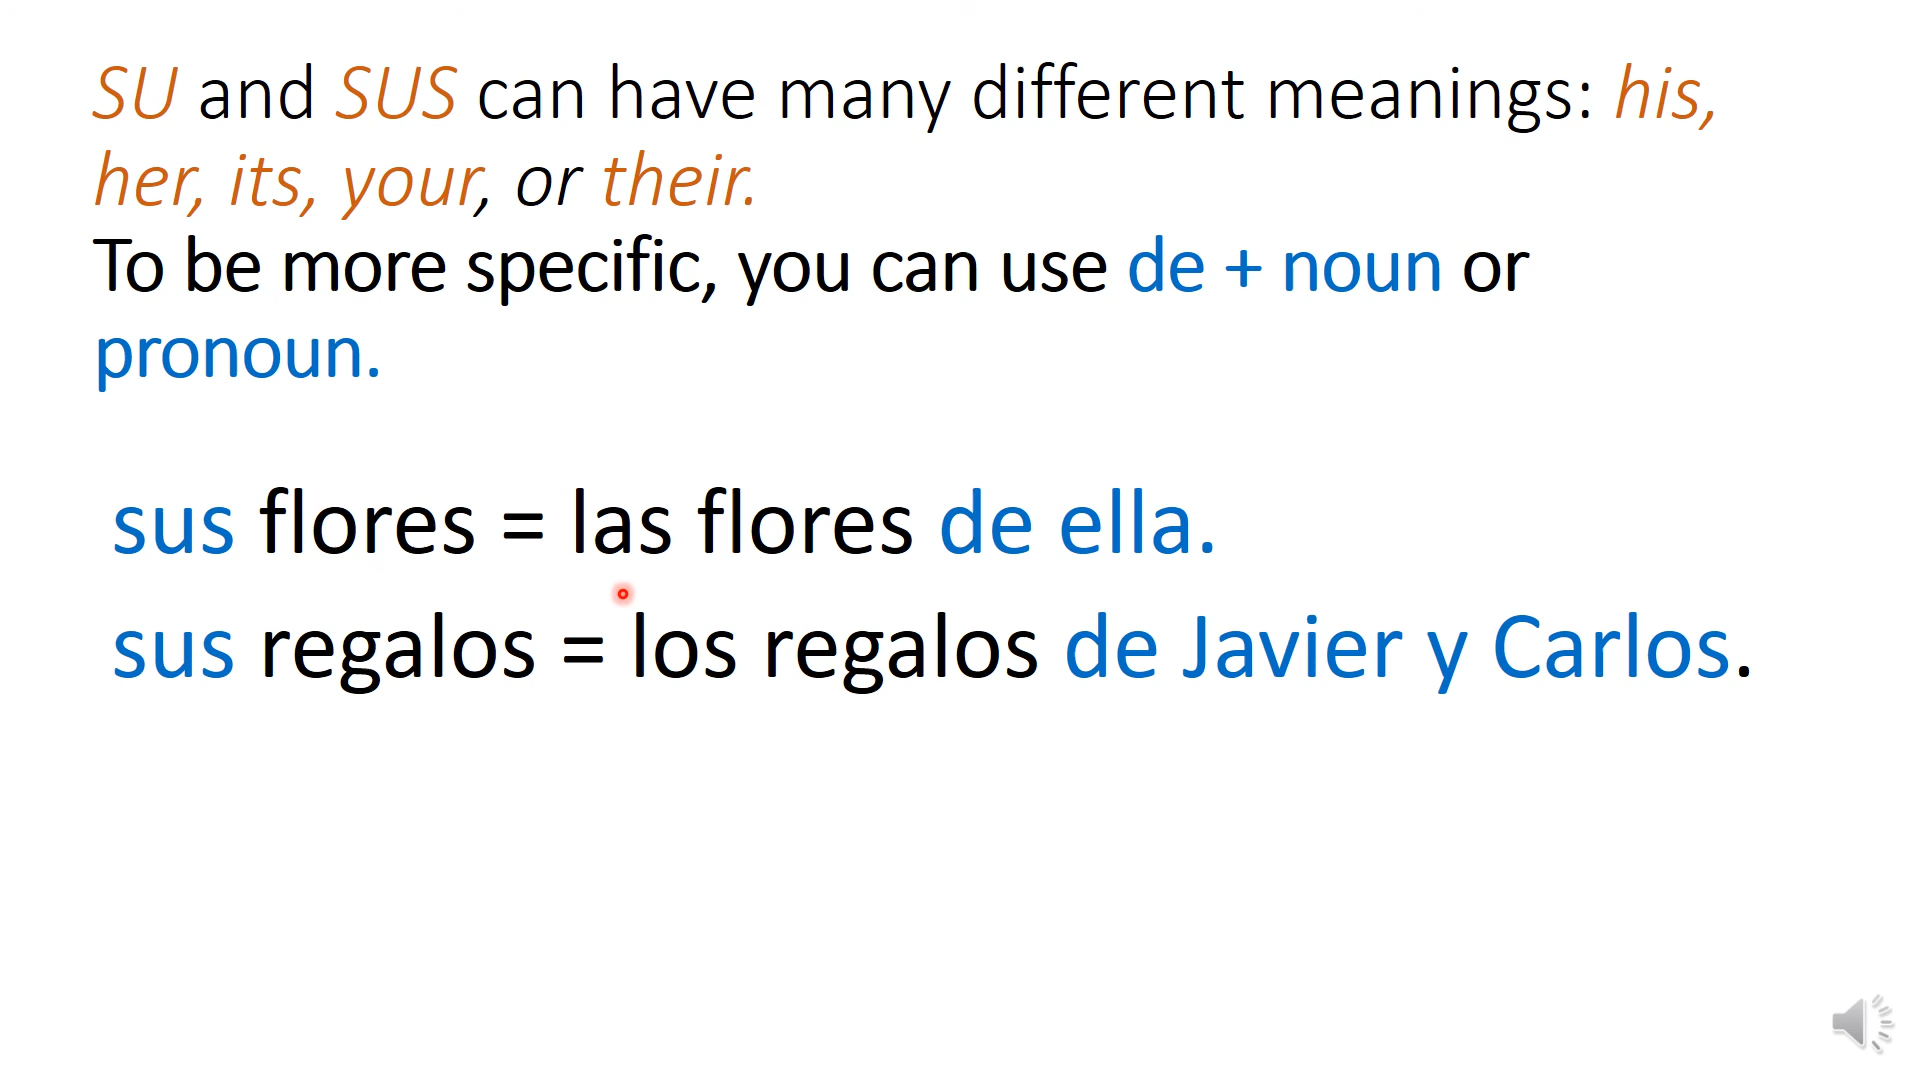 SU and SUS can have many different meanings: his,
her, its, your, or their.
To be more specific, you can use de + noun or
pronoun.
sus flores = las flores de ella.
sus regalos = los regalos de Javier y Carlos.